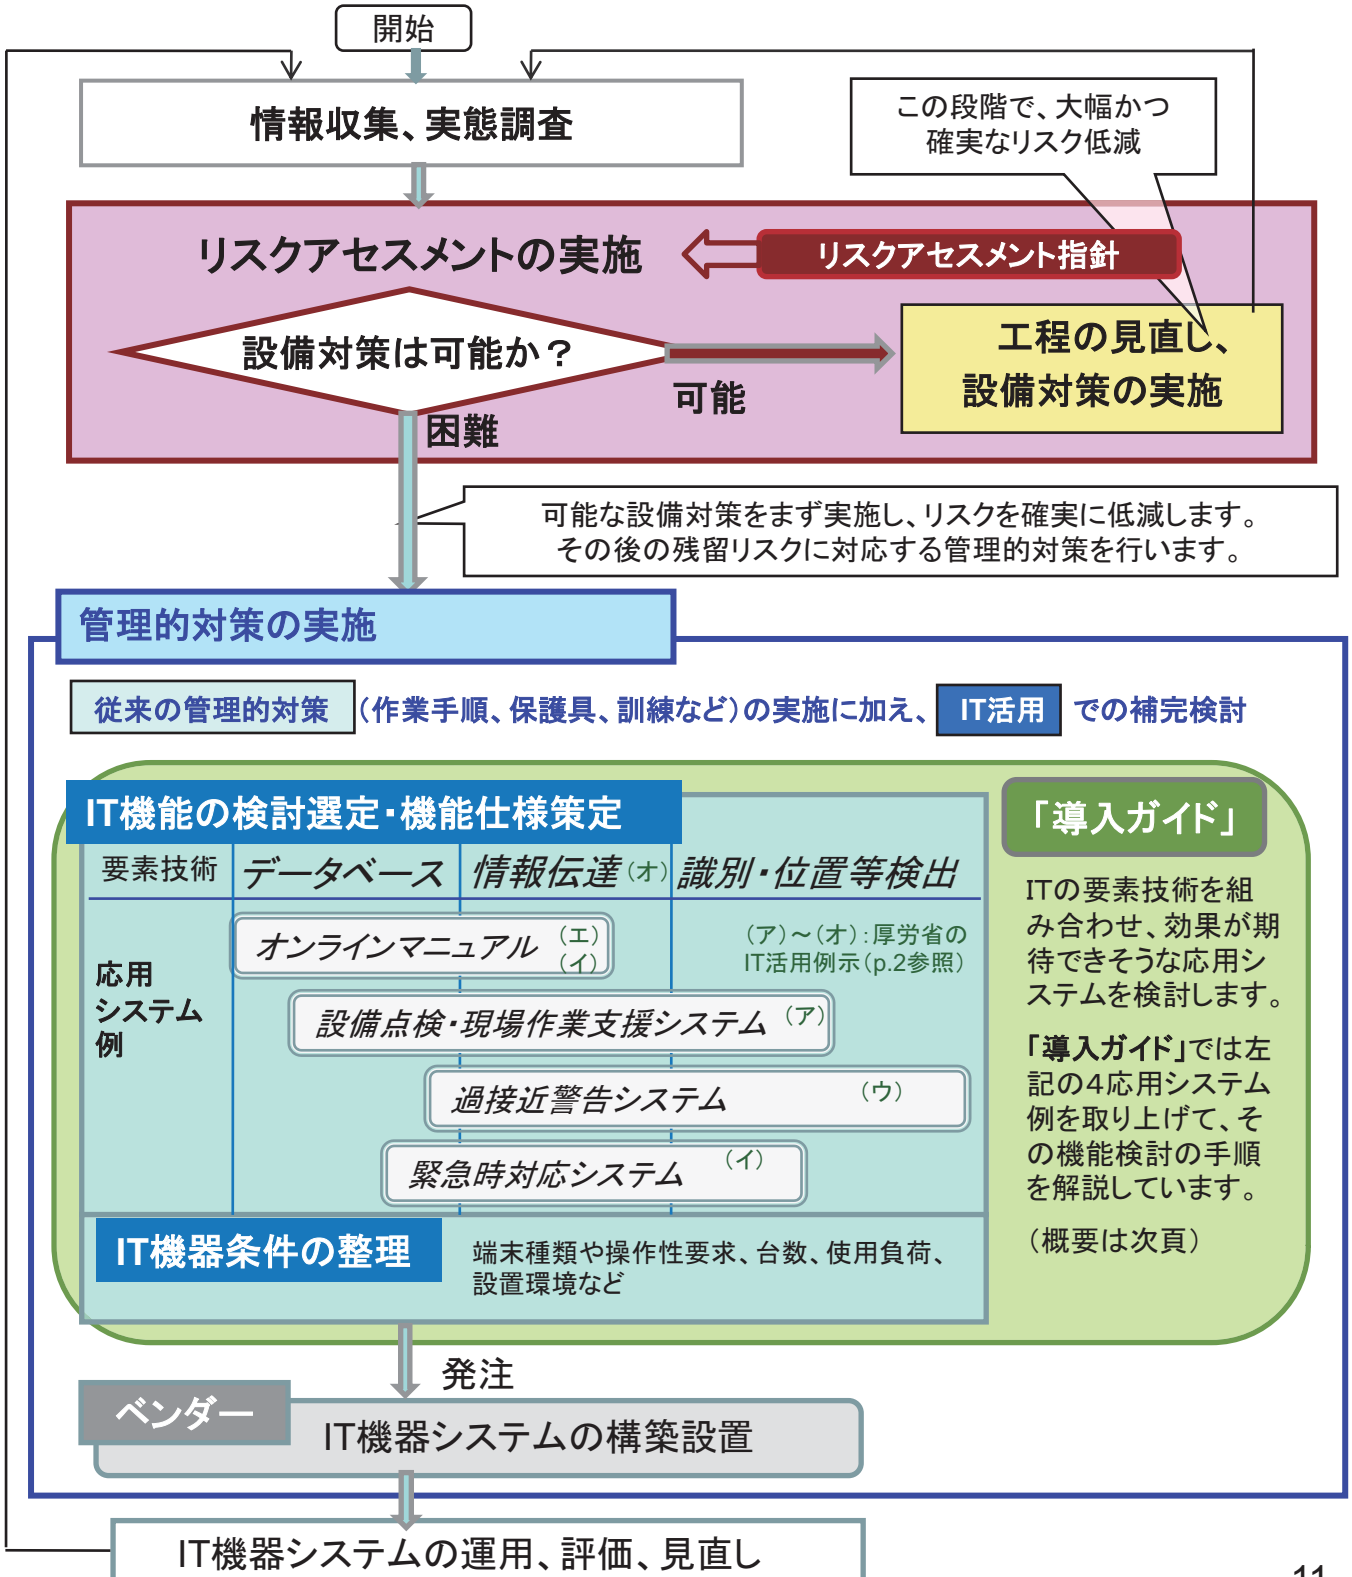 開始
情報収集、実態調査
この段階で、大幅かつ
確実なリスク低減
リスクアセスメントの実施
リスクアセスメント指針
設備対策は可能か？
可能
困難
工程の見直し、
設備対策の実施
可能な設備対策をまず実施し、リスクを確実に低減します。
その後の残留リスクに対応する管理的対策を行います。
管理的対策の実施
従来の管理的対策（作業手順、保護具、訓練など）の実施に加え、IT活用 での補完検討
IT機能の検討選定・機能仕様策定
要素技術 データベース 情報伝達（オ） 識別・位置等検出
応用
システム
例
オンラインマニュアル （エ）
（イ）
（ア）～（オ）：厚労省の
IT活用例示（p.2参照）
設備点検・現場作業支援システム （ア）
過接近警告システム （ウ）
緊急時対応システム （イ）
IT機器条件の整理
端末種類や操作性要求、台数、使用負荷、
設置環境など
「導入ガイド」
ITの要素技術を組
み合わせ、効果が期
待できそうな応用シ
ステムを検討します。
「導入ガイド」では左
記の４応用システム
例を取り上げて、そ
の機能検討の手順
を解説しています。
（概要は次頁）
発注
ベンダー
IT機器システムの構築設置
IT機器システムの運用、評価、見直し
11